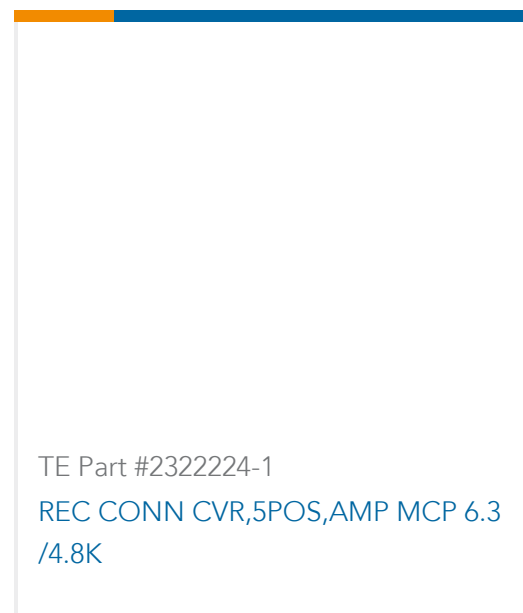 TE Part #2322224-1
REC CONN CVR,5POS,AMP MCP 6.3
/4.8K